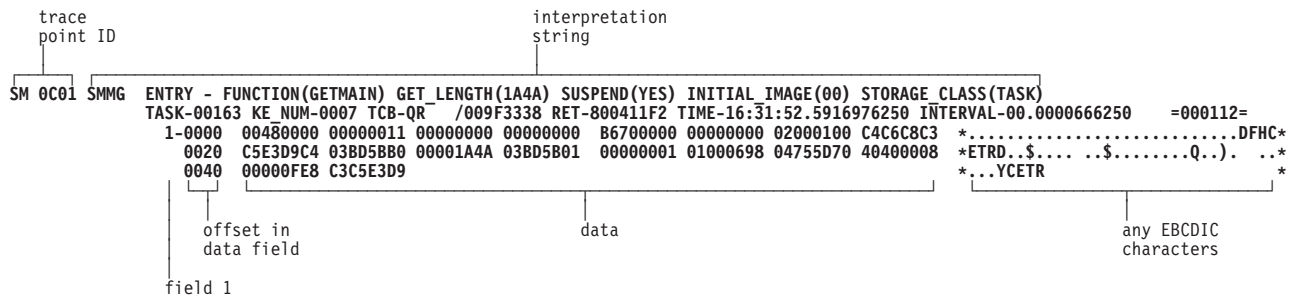 trace interpretation
point ID string
SM 0C01 SMMG ENTRY - FUNCTION(GETMAIN) GET_LENGTH(1A4A) SUSPEND(YES) INITIAL_IMAGE(00) STORAGE_CLASS(TASK)
TASK-00163 KE_NUM-0007 TCB-QR /009F3338 RET-800411F2 TIME-16:31:52.5916976250 INTERVAL-00.0000666250 =000112=
1-0000 00480000 00000011 00000000 00000000 B6700000 00000000 02000100 C4C6C8C3 *............................DFHC*
0020 C5E3D9C4 03BD5BB0 00001A4A 03BD5B01 00000001 01000698 04755D70 40400008 *ETRD..$.... ..$........Q..). ..*
0040 00000FE8 C3C5E3D9 *...YCETR *
offset in data any EBCDIC
data field characters
field 1